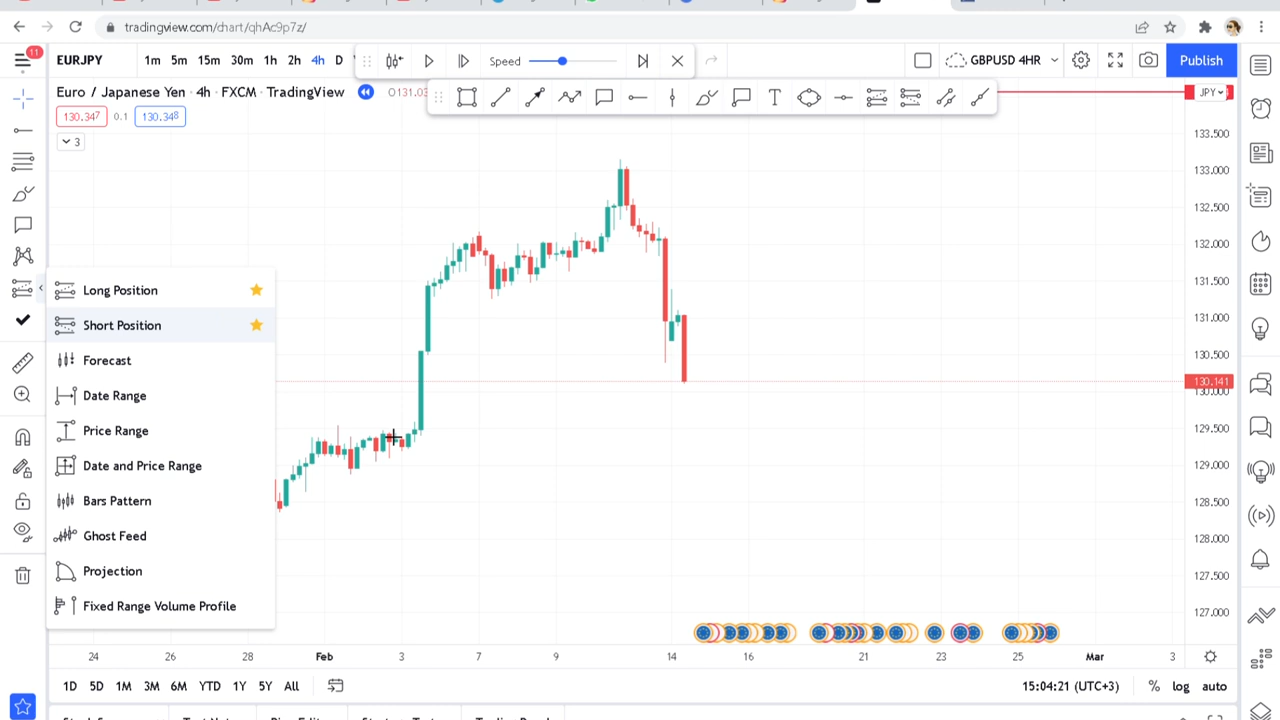 tradingview.com/chart/qhAc9p7z/
11
EURJPY
1m 5m 15m 30m 1h 2h 4h D
Speed
GBPUSD 4HR
Publish
Euro / Japanese Yen · 4h · FXCM · TradingView
O131.03
JPY
130.347 0.1 130.348
3
133.500
133.000
132.500
132.000
131.500
131.000
130.500
130.141
130.000
129.500
129.000
128.500
128.000
127.500
127.000
Long Position
Short Position
Forecast
Date Range
Price Range
Date and Price Range
Bars Pattern
Ghost Feed
Projection
Fixed Range Volume Profile
24 26 28 Feb 3 7 9 14 16 21 23 25 Mar 3
1D 5D 1M 3M 6M YTD 1Y 5Y All
15:04:21 (UTC+3) % log auto